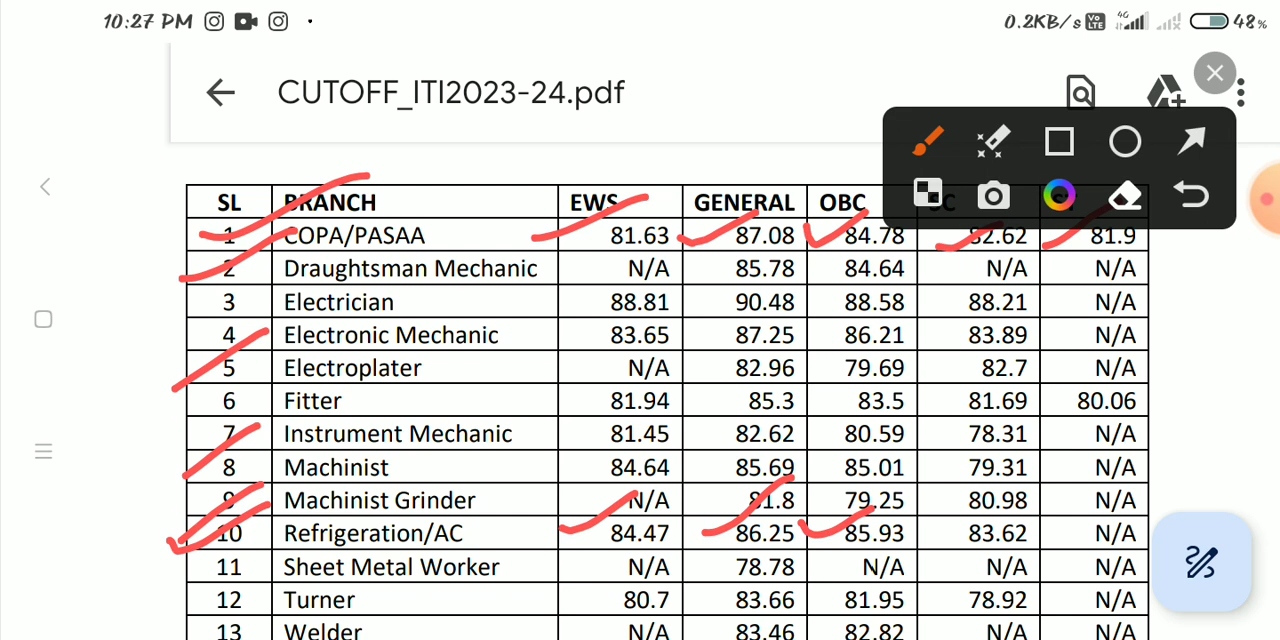 10:27 PM 0.2KB/s Vo LTE 4G 48%
CUTOFF_ITI2023-24.pdf
SL BRANCH EWS GENERAL OBC SC ST
1 COPA/PASAA 81.63 87.08 84.78 82.62 81.9
2 Draughtsman Mechanic N/A 85.78 84.64 N/A N/A
3 Electrician 88.81 90.48 88.58 88.21 N/A
4 Electronic Mechanic 83.65 87.25 86.21 83.89 N/A
5 Electroplater N/A 82.96 79.69 82.7 N/A
6 Fitter 81.94 85.3 83.5 81.69 80.06
7 Instrument Mechanic 81.45 82.62 80.59 78.31 N/A
8 Machinist 84.64 85.69 85.01 79.31 N/A
9 Machinist Grinder N/A 81.8 79.25 80.98 N/A
10 Refrigeration/AC 84.47 86.25 85.93 83.62 N/A
11 Sheet Metal Worker N/A 78.78 N/A N/A N/A
12 Turner 80.7 83.66 81.95 78.92 N/A
13 Welder N/A 83.46 82.82 N/A N/A